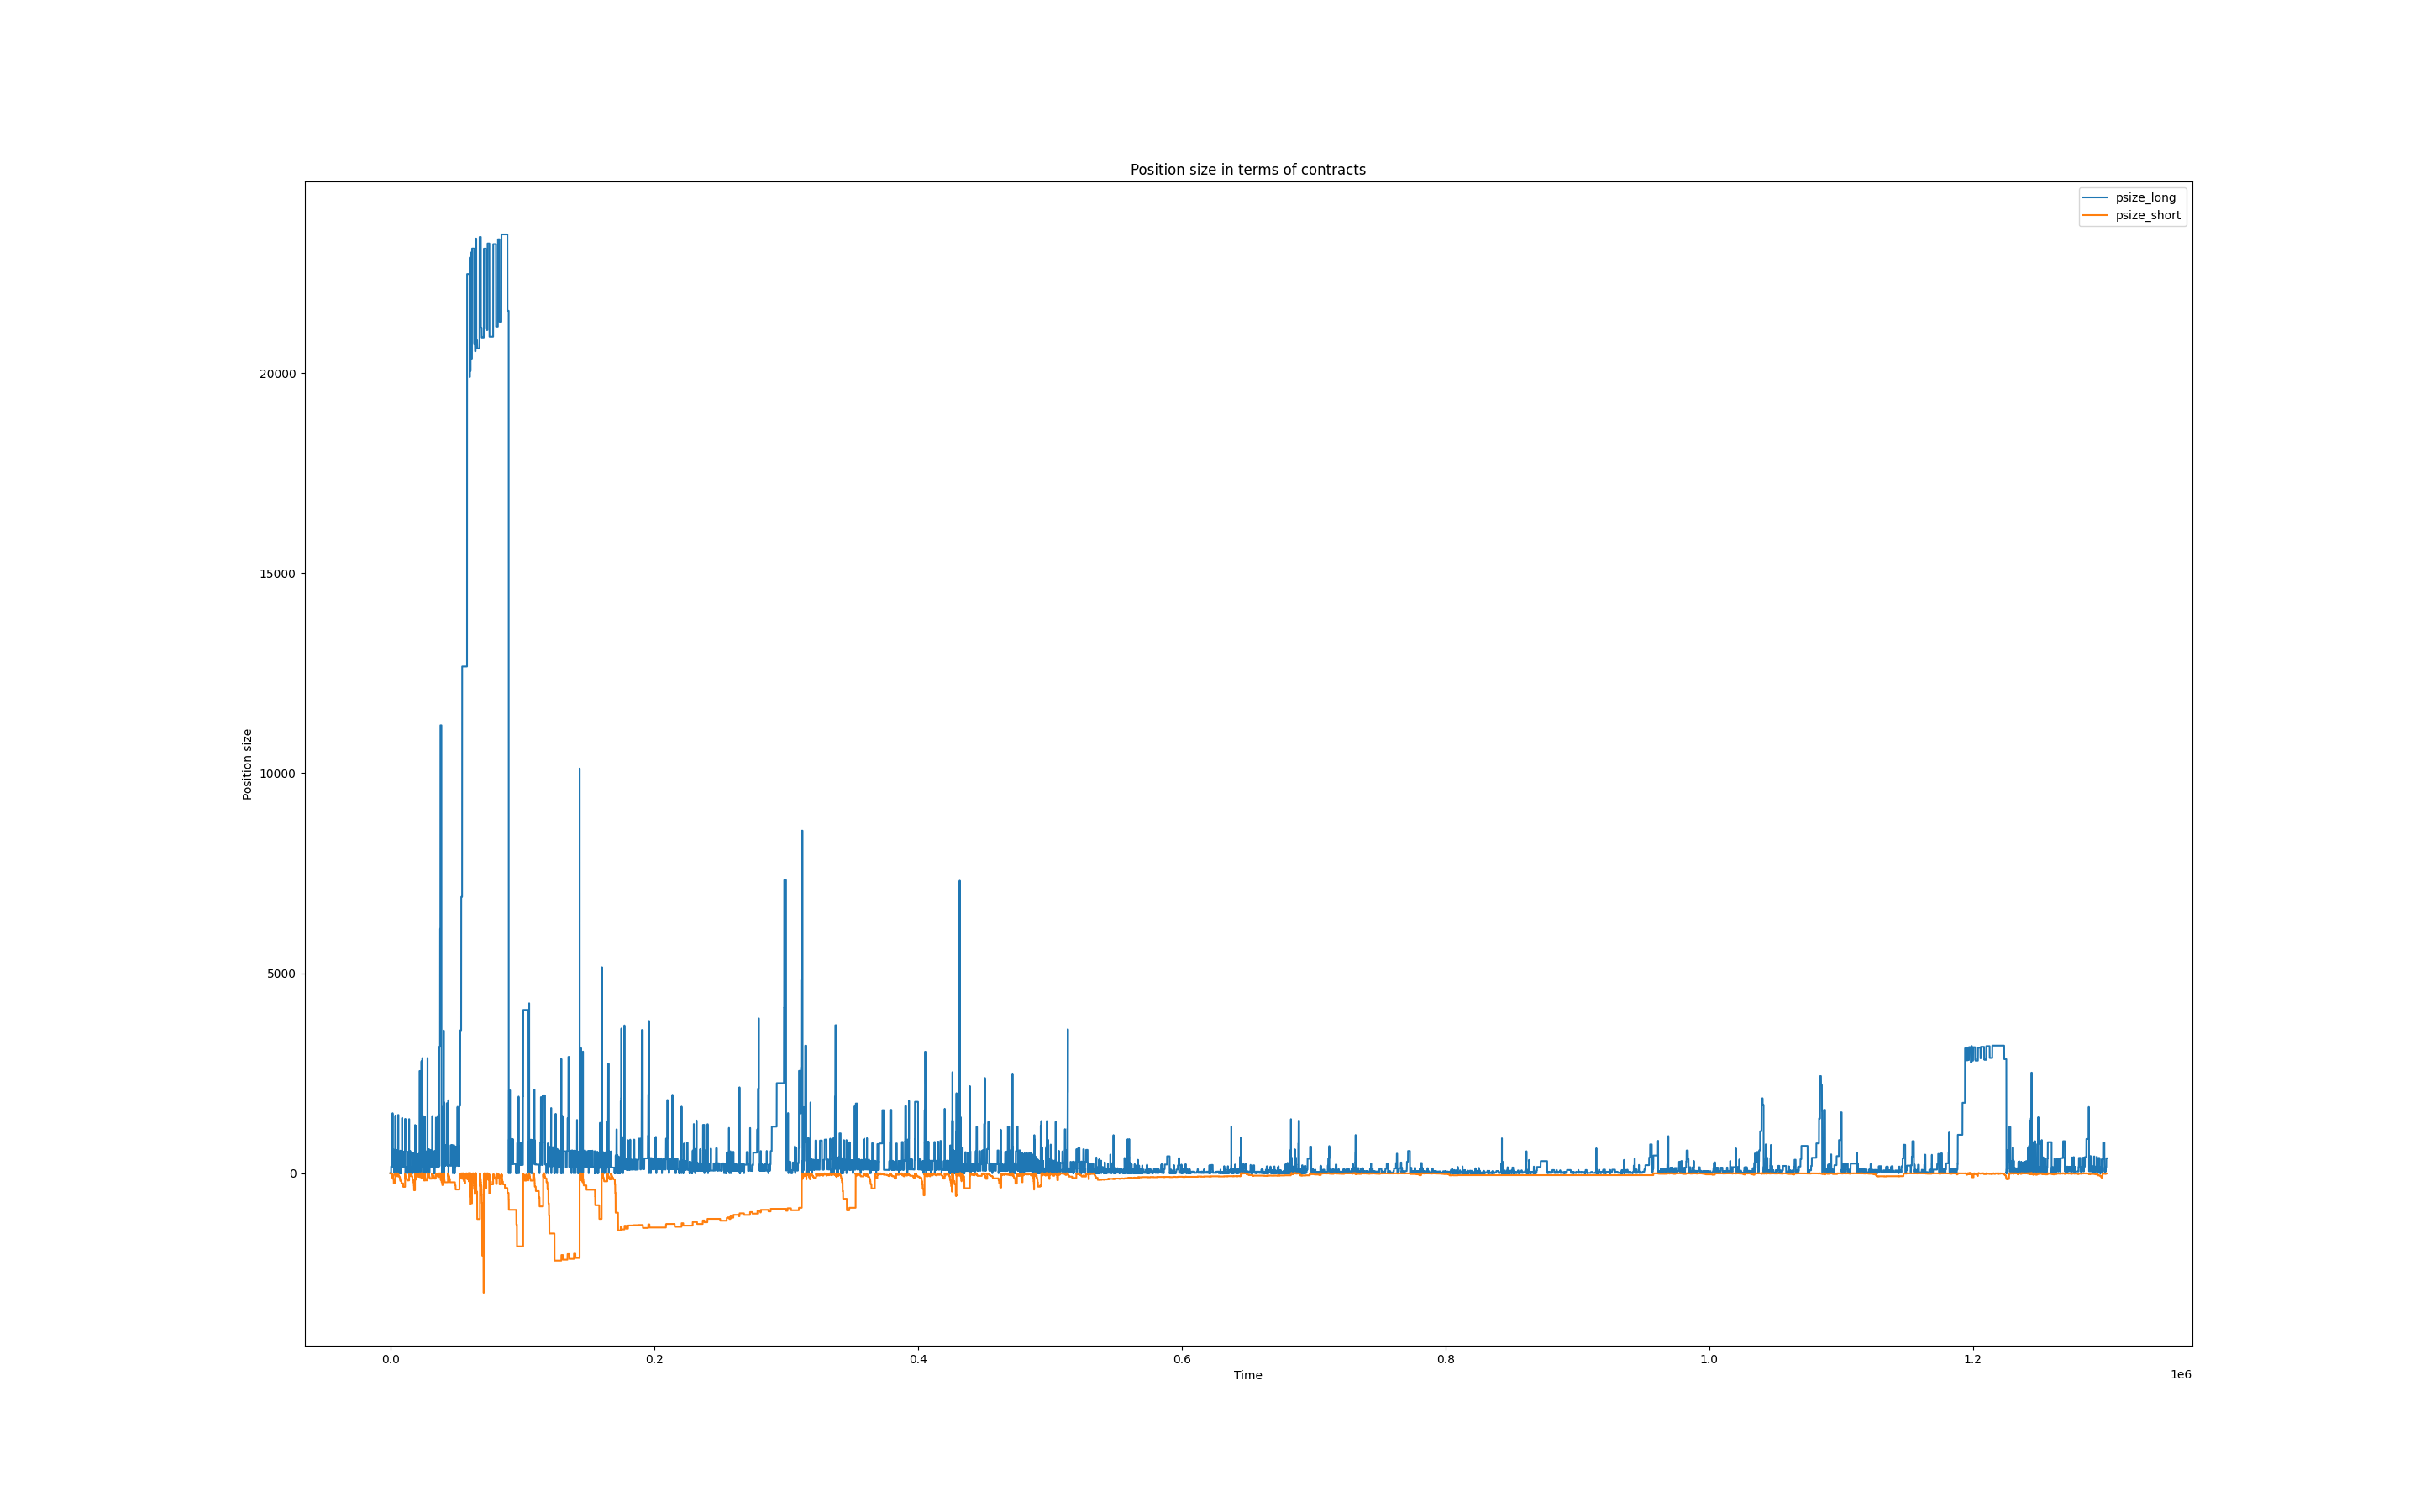 Position size in terms of contracts
psize_long
psize_short
Position size
20000
15000
10000
5000
0
0.0 0.2 0.4 0.6 0.8 1.0 1.2
Time
1e6